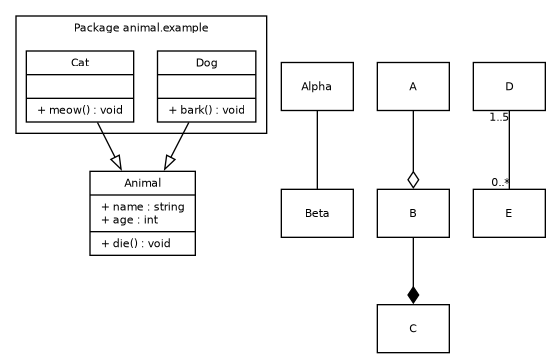 Package animal.example
Cat
+ meow() : void
Dog
+ bark() : void
Animal
+ name : string
+ age : int
+ die() : void
Alpha
Beta
A
B
C
D
1..5
0..*
E